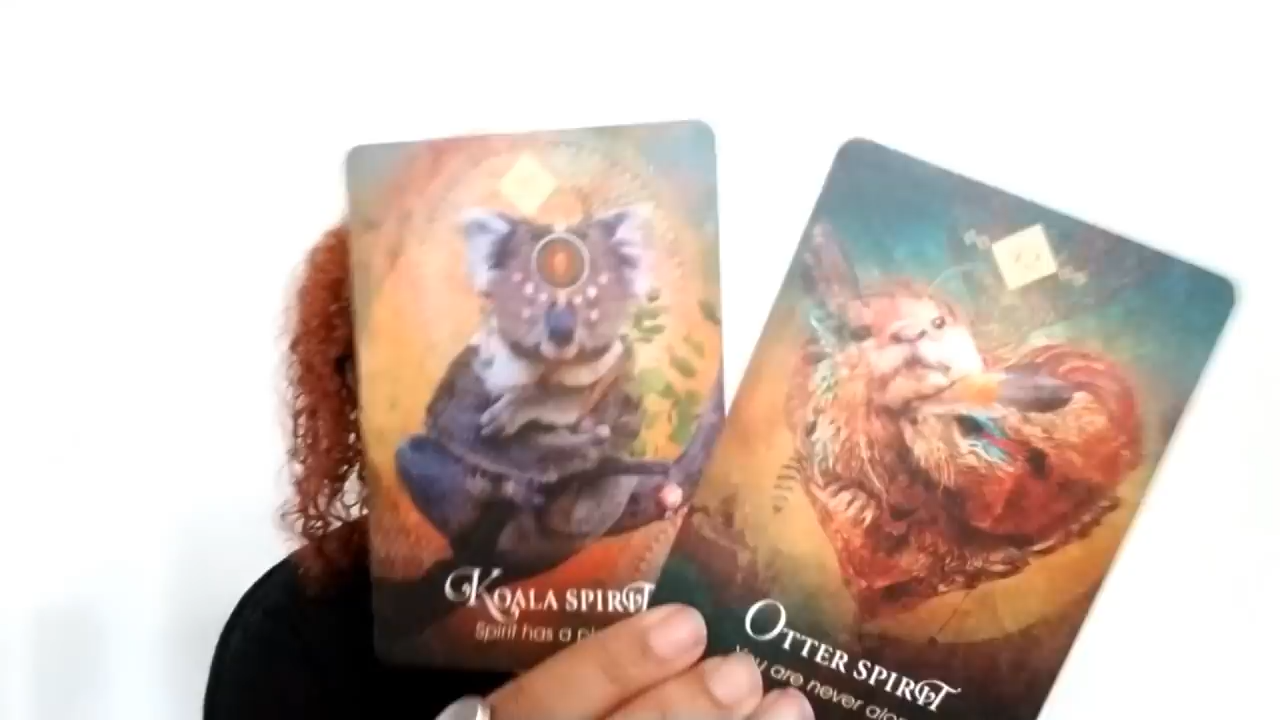 KOALA SPIRIT
Spirit has a
OTTER SPIRIT
You are never